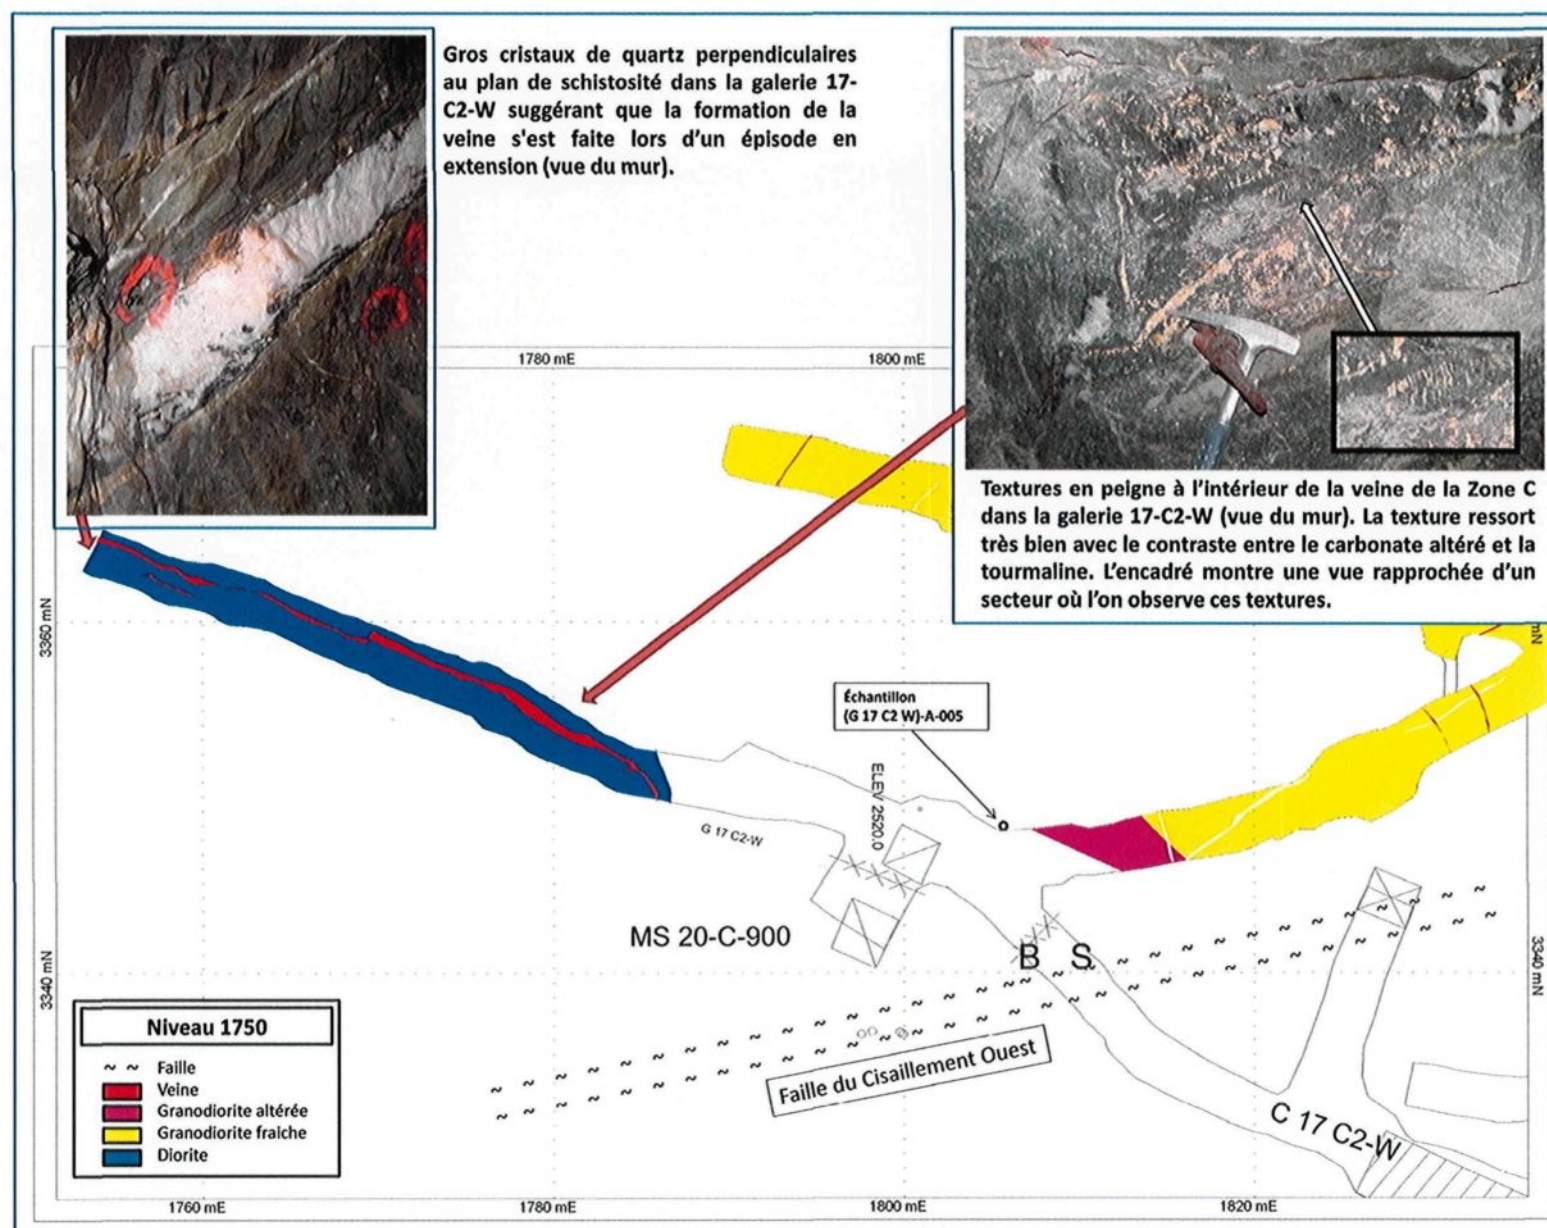 Gros cristaux de quartz perpendiculaires
au plan de schistosité dans la galerie 17-
C2-W suggérant que la formation de la
veine s'est faite lors d'un épisode en
extension (vue du mur).
Textures en peigne à l'intérieur de la veine de la Zone C
dans la galerie 17-C2-W (vue du mur). La texture ressort
très bien avec le contraste entre le carbonate altéré et la
tourmaline. L'encadré montre une vue rapprochée d'un
secteur où l'on observe ces textures.
1780 mE
1800 mE
3360 mN
mN
Échantillon
(G 17 C2 W)-A-005
ELEV 2520.0
G 17 C2-W
MS 20-C-900
B S
3340 mN
3340 mN
Faille du Cisaillement Ouest
C 17 C2-W
Niveau 1750
~ ~ Faille
Veine
Granodiorite altérée
Granodiorite fraiche
Diorite
1760 mE
1780 mE
1800 mE
1820 mE